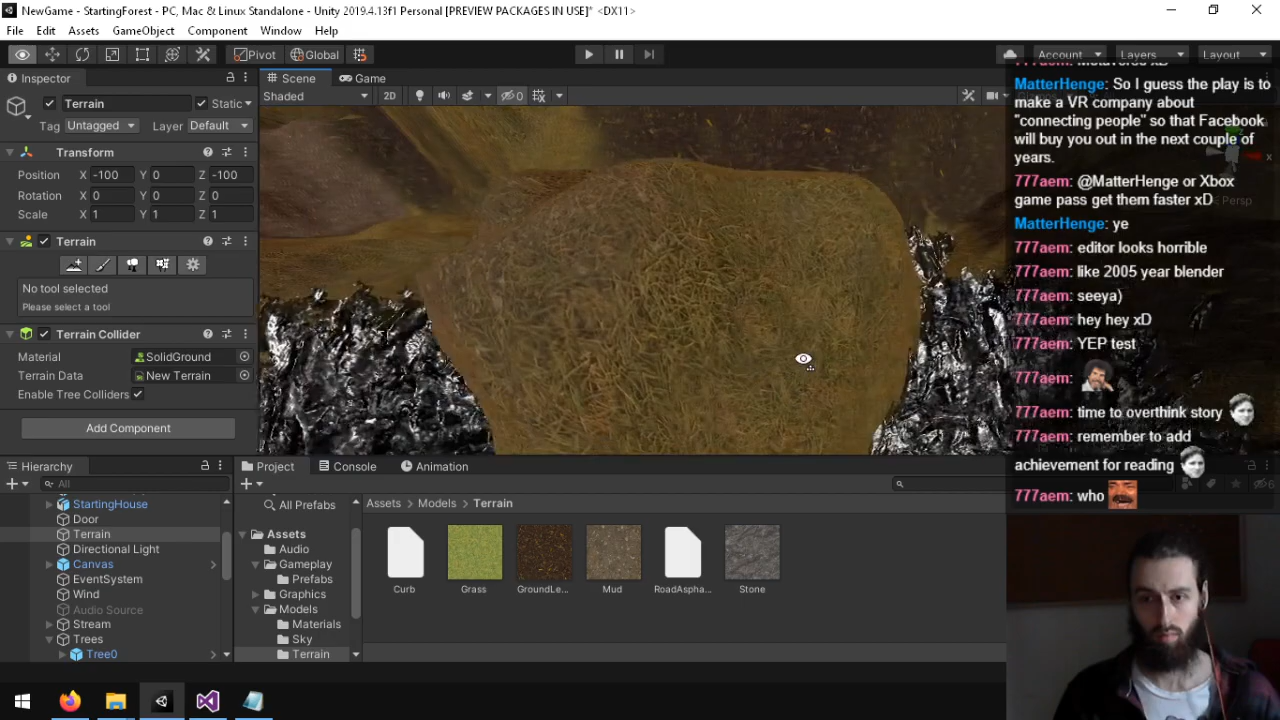 NewGame - StartingForest - PC, Mac & Linux Standalone - Unity 2019.4.13f1 Personal [PREVIEW PACKAGES IN USE]* <DX11>
File Edit Assets GameObject Component Window Help
Pivot Global Account Layers Layout
Inspector
Scene Game
Shaded 2D 0
Terrain Static
Tag Untagged Layer Default
Transform
Position X -100 Y 0 Z -100
Rotation X 0 Y 0 Z 0
Scale X 1 Y 1 Z 1
Terrain
No tool selected
Please select a tool
Terrain Collider
Material SolidGround
Terrain Data New Terrain
Enable Tree Colliders
Add Component
MatterHenge: So I guess the play is to
make a VR company about
"connecting people" so that Facebook
will buy you out in the next couple of
years.
777aem: @MatterHenge or Xbox
game pass get them faster xD
MatterHenge: ye
777aem: editor looks horrible
777aem: like 2005 year blender
777aem: seeya)
777aem: hey hey xD
777aem: YEP test
777aem:
777aem: time to overthink story
777aem: remember to add
achievement for reading
777aem: who
x
Persp
Hierarchy
All
StartingHouse
Door
Terrain
Directional Light
Canvas
EventSystem
Wind
Audio Source
Stream
Trees
Tree0
Project Console Animation
6
All Prefabs
Assets
Audio
Gameplay
Prefabs
Graphics
Models
Materials
Sky
Terrain
Assets > Models > Terrain
Curb Grass GroundLe... Mud RoadAspha... Stone